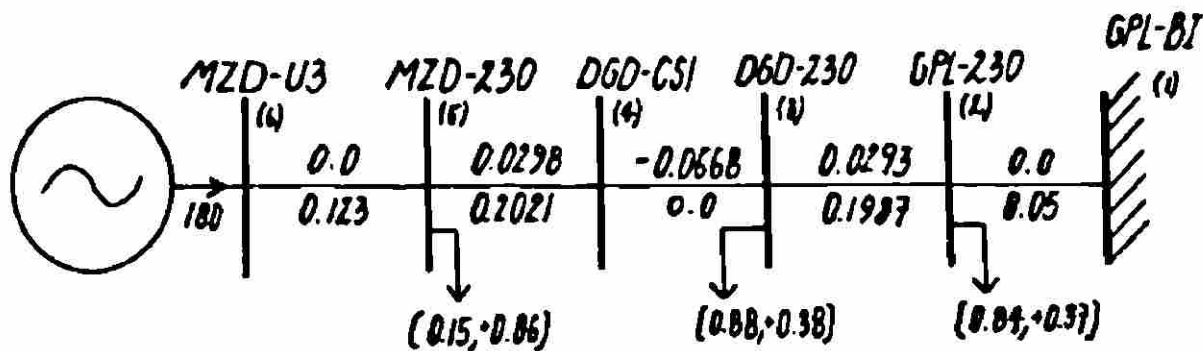 MZD-U3 MZD-230 DGD-CSI DGD-230 GPL-230 GPL-BI
(6) (5) (4) (3) (2) (1)
0.0 0.0298 -0.0668 0.0293 0.0
180 0.123 0.2021 0.0 0.1987 0.05
(0.15,+0.86) (0.88,+0.38) (0.84,+0.37)